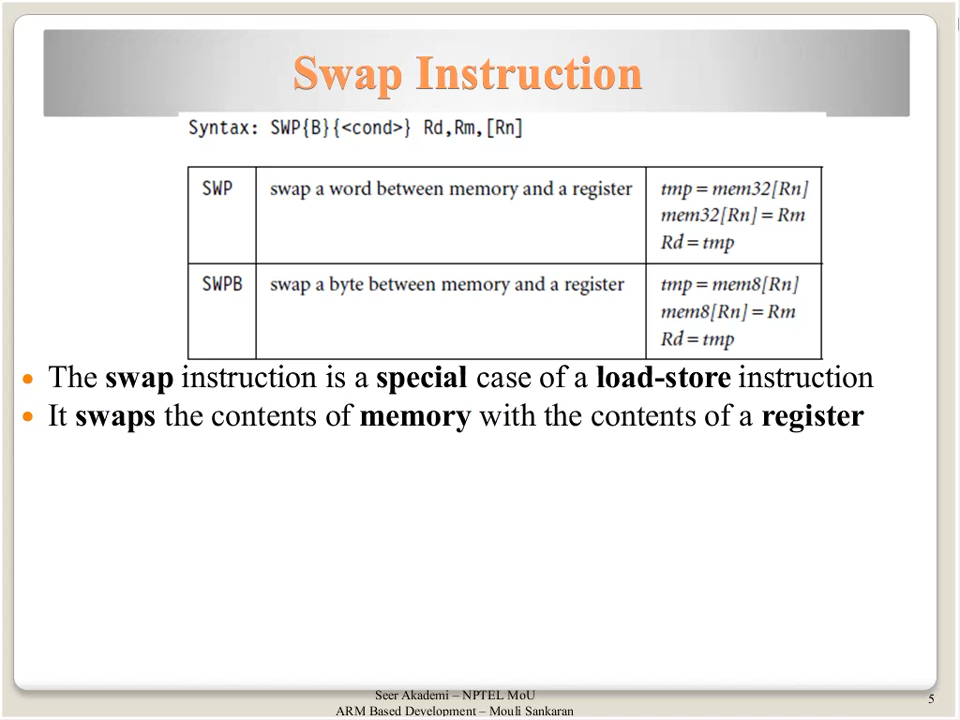 Swap Instruction
Syntax: SWP{B}{<cond>} Rd,Rm,[Rn]
SWP swap a word between memory and a register tmp = mem32[Rn]
mem32[Rn] = Rm
Rd = tmp
SWPB swap a byte between memory and a register tmp = mem8[Rn]
mem8[Rn] = Rm
Rd = tmp
• The swap instruction is a special case of a load-store instruction
• It swaps the contents of memory with the contents of a register
Seer Akademi – NPTEL MoU
ARM Based Development – Mouli Sankaran
5